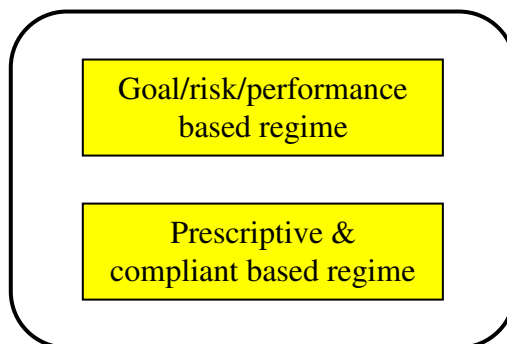 Goal/risk/performance
based regime
Prescriptive &
compliant based regime